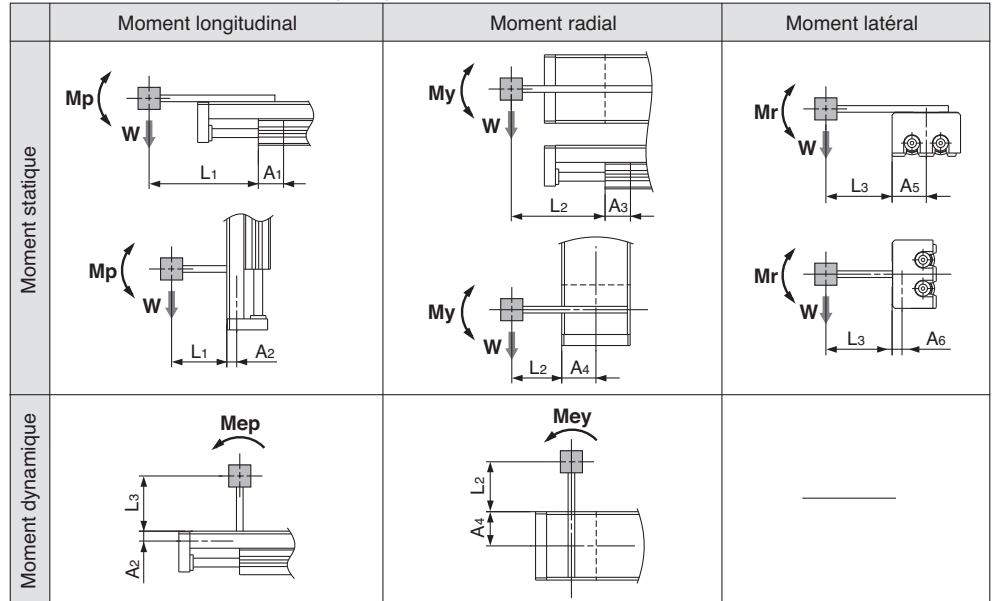 Moment longitudinal
Moment radial
Moment latéral
Moment statique
Mp
W
L1
A1
My
W
L2
A3
Mr
W
L3
A5
Mp
W
L1
A2
My
W
L2
A4
Mr
W
L3
A6
Moment dynamique
Mep
L3
A2
Mey
L2
A4